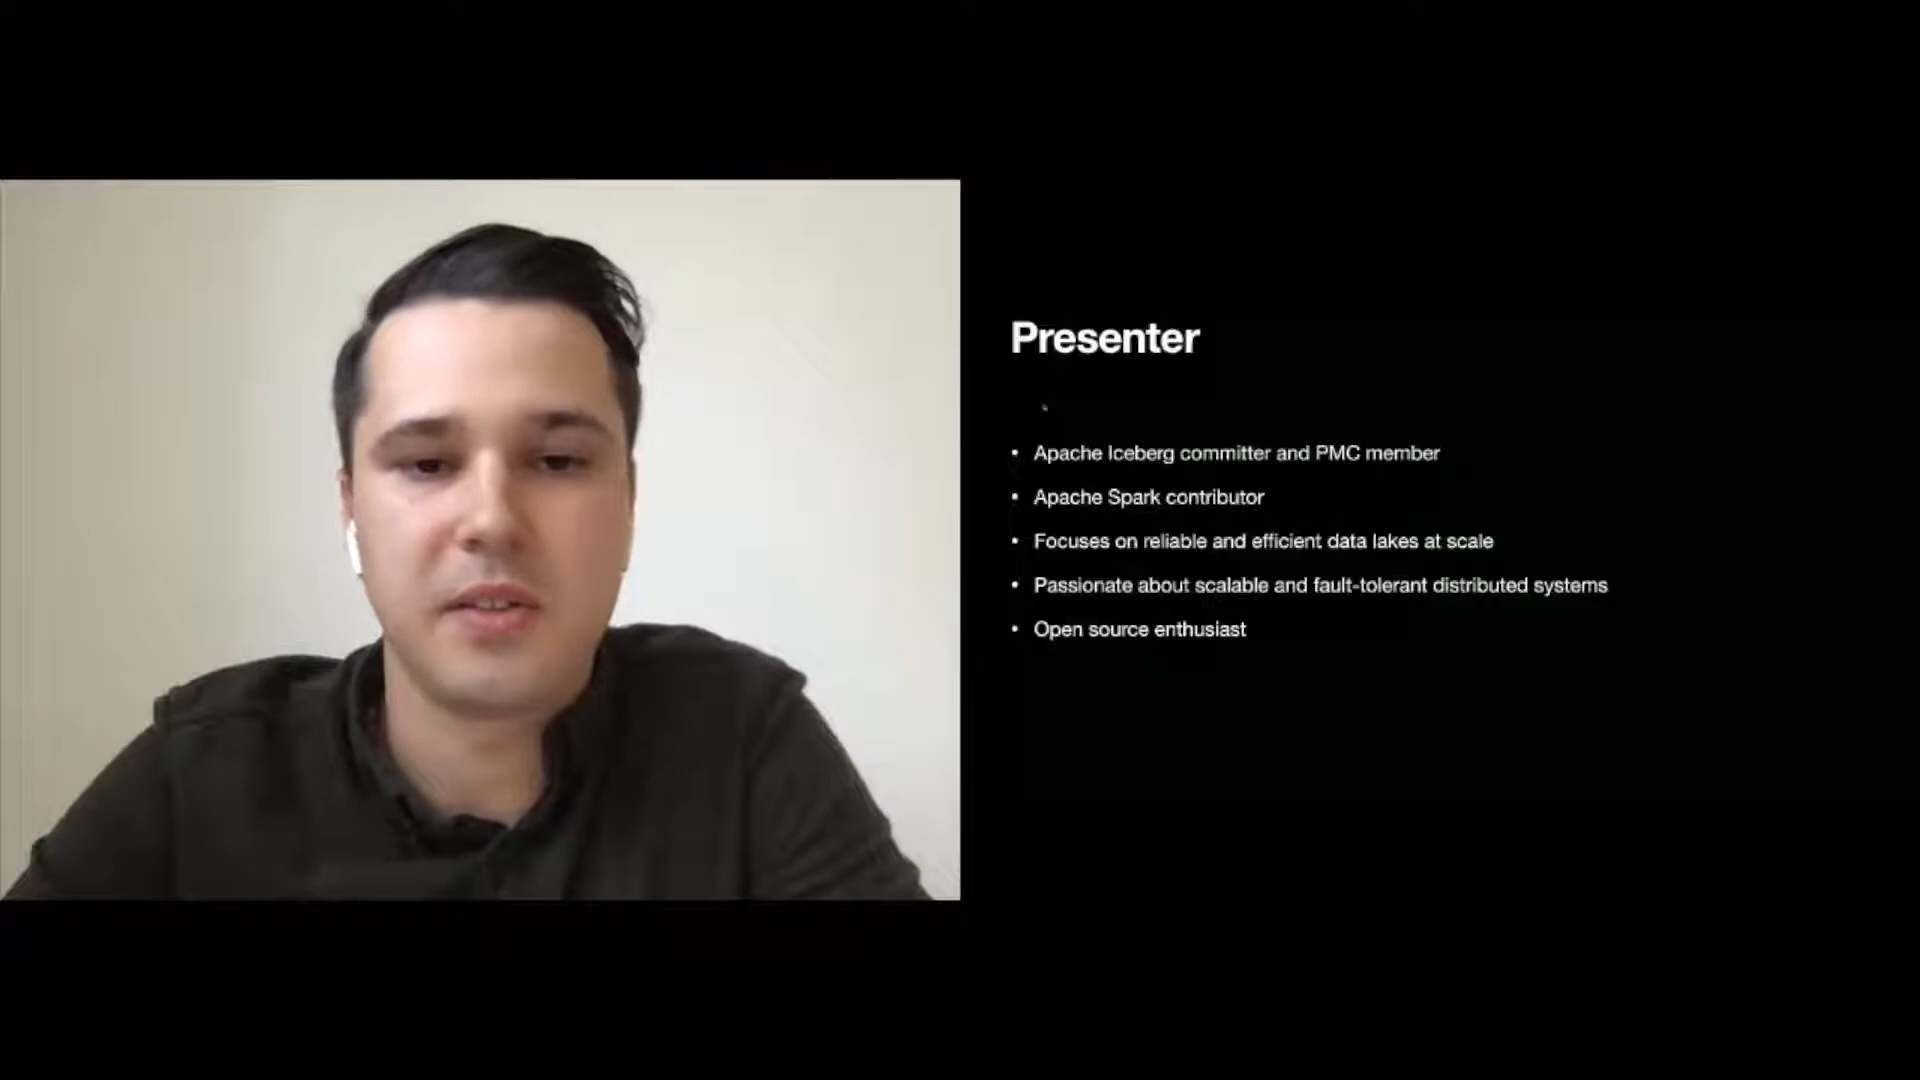 Presenter
• Apache Iceberg committer and PMC member
• Apache Spark contributor
• Focuses on reliable and efficient data lakes at scale
• Passionate about scalable and fault-tolerant distributed systems
• Open source enthusiast